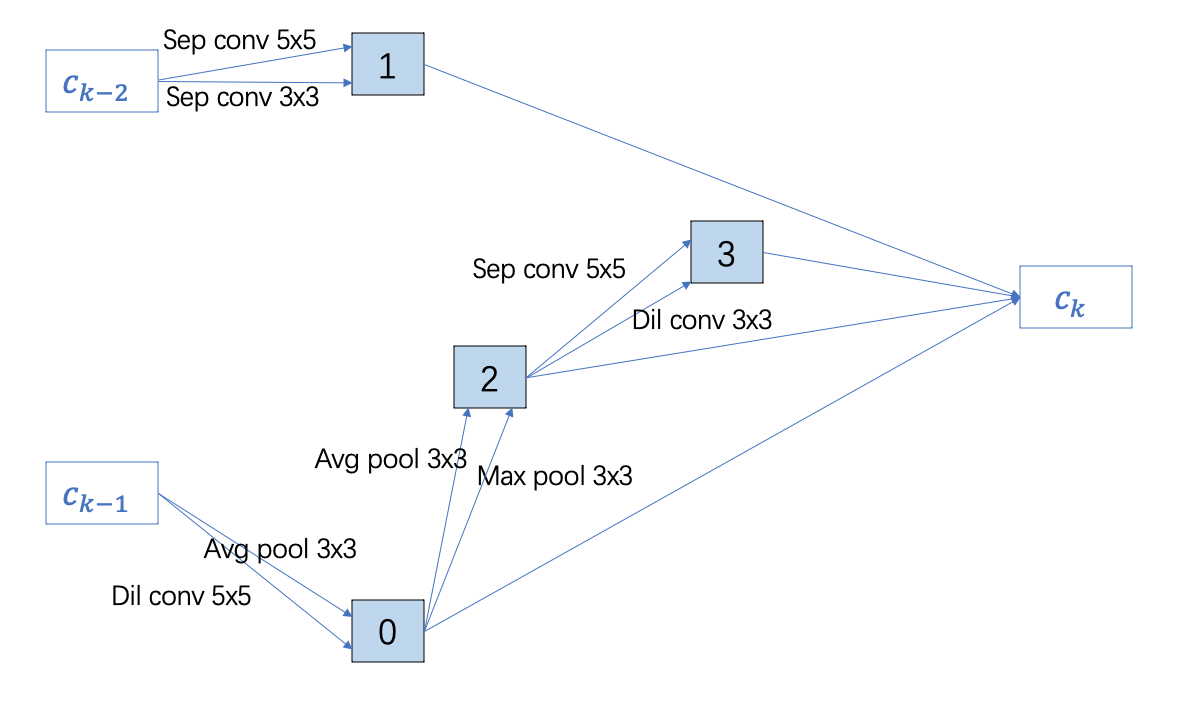 Sep conv 5x5
1
c_{k-2}
Sep conv 3x3
3
Sep conv 5x5
c_k
Dil conv 3x3
2
Avg pool 3x3
Max pool 3x3
c_{k-1}
Avg pool 3x3
Dil conv 5x5
0